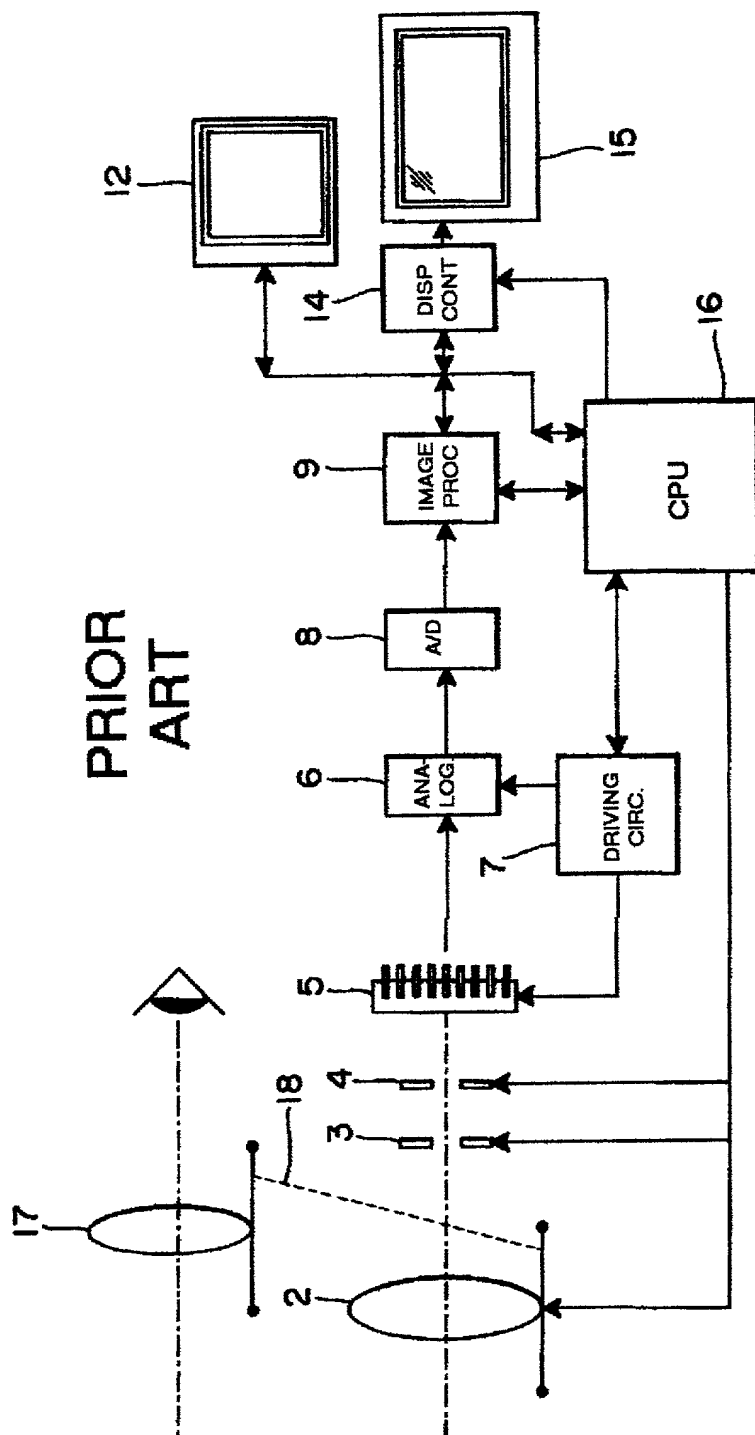 PRIOR
ART
12
15
14
DISP
CONT
16
9
IMAGE
PROC
CPU
8
A/D
6
ANA-
LOG
7
DRIVING
CIRC.
5
4
3
18
17
2